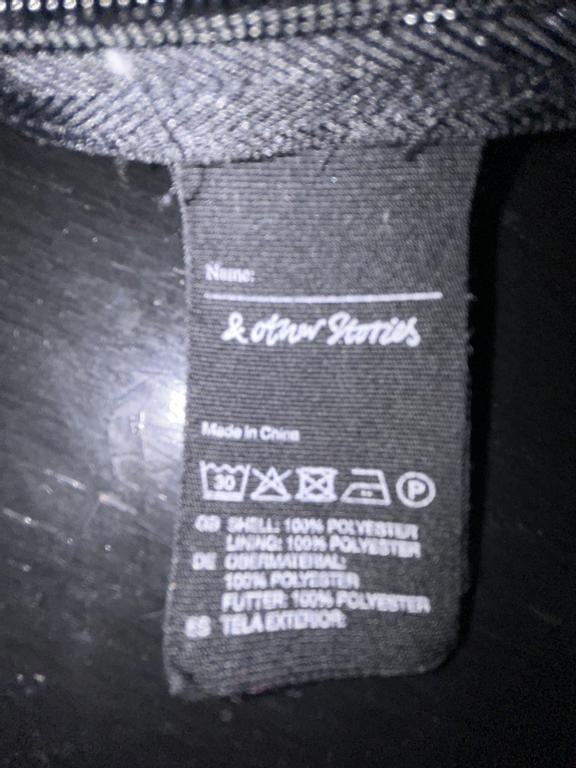 Name:
& other Stories
Made in China
30
P
GB SHELL: 100% POLYESTER
LINING: 100% POLYESTER
DE OBERMATERIAL:
100% POLYESTER
FUTTER: 100% POLYESTER
ES TELA EXTERIOR: